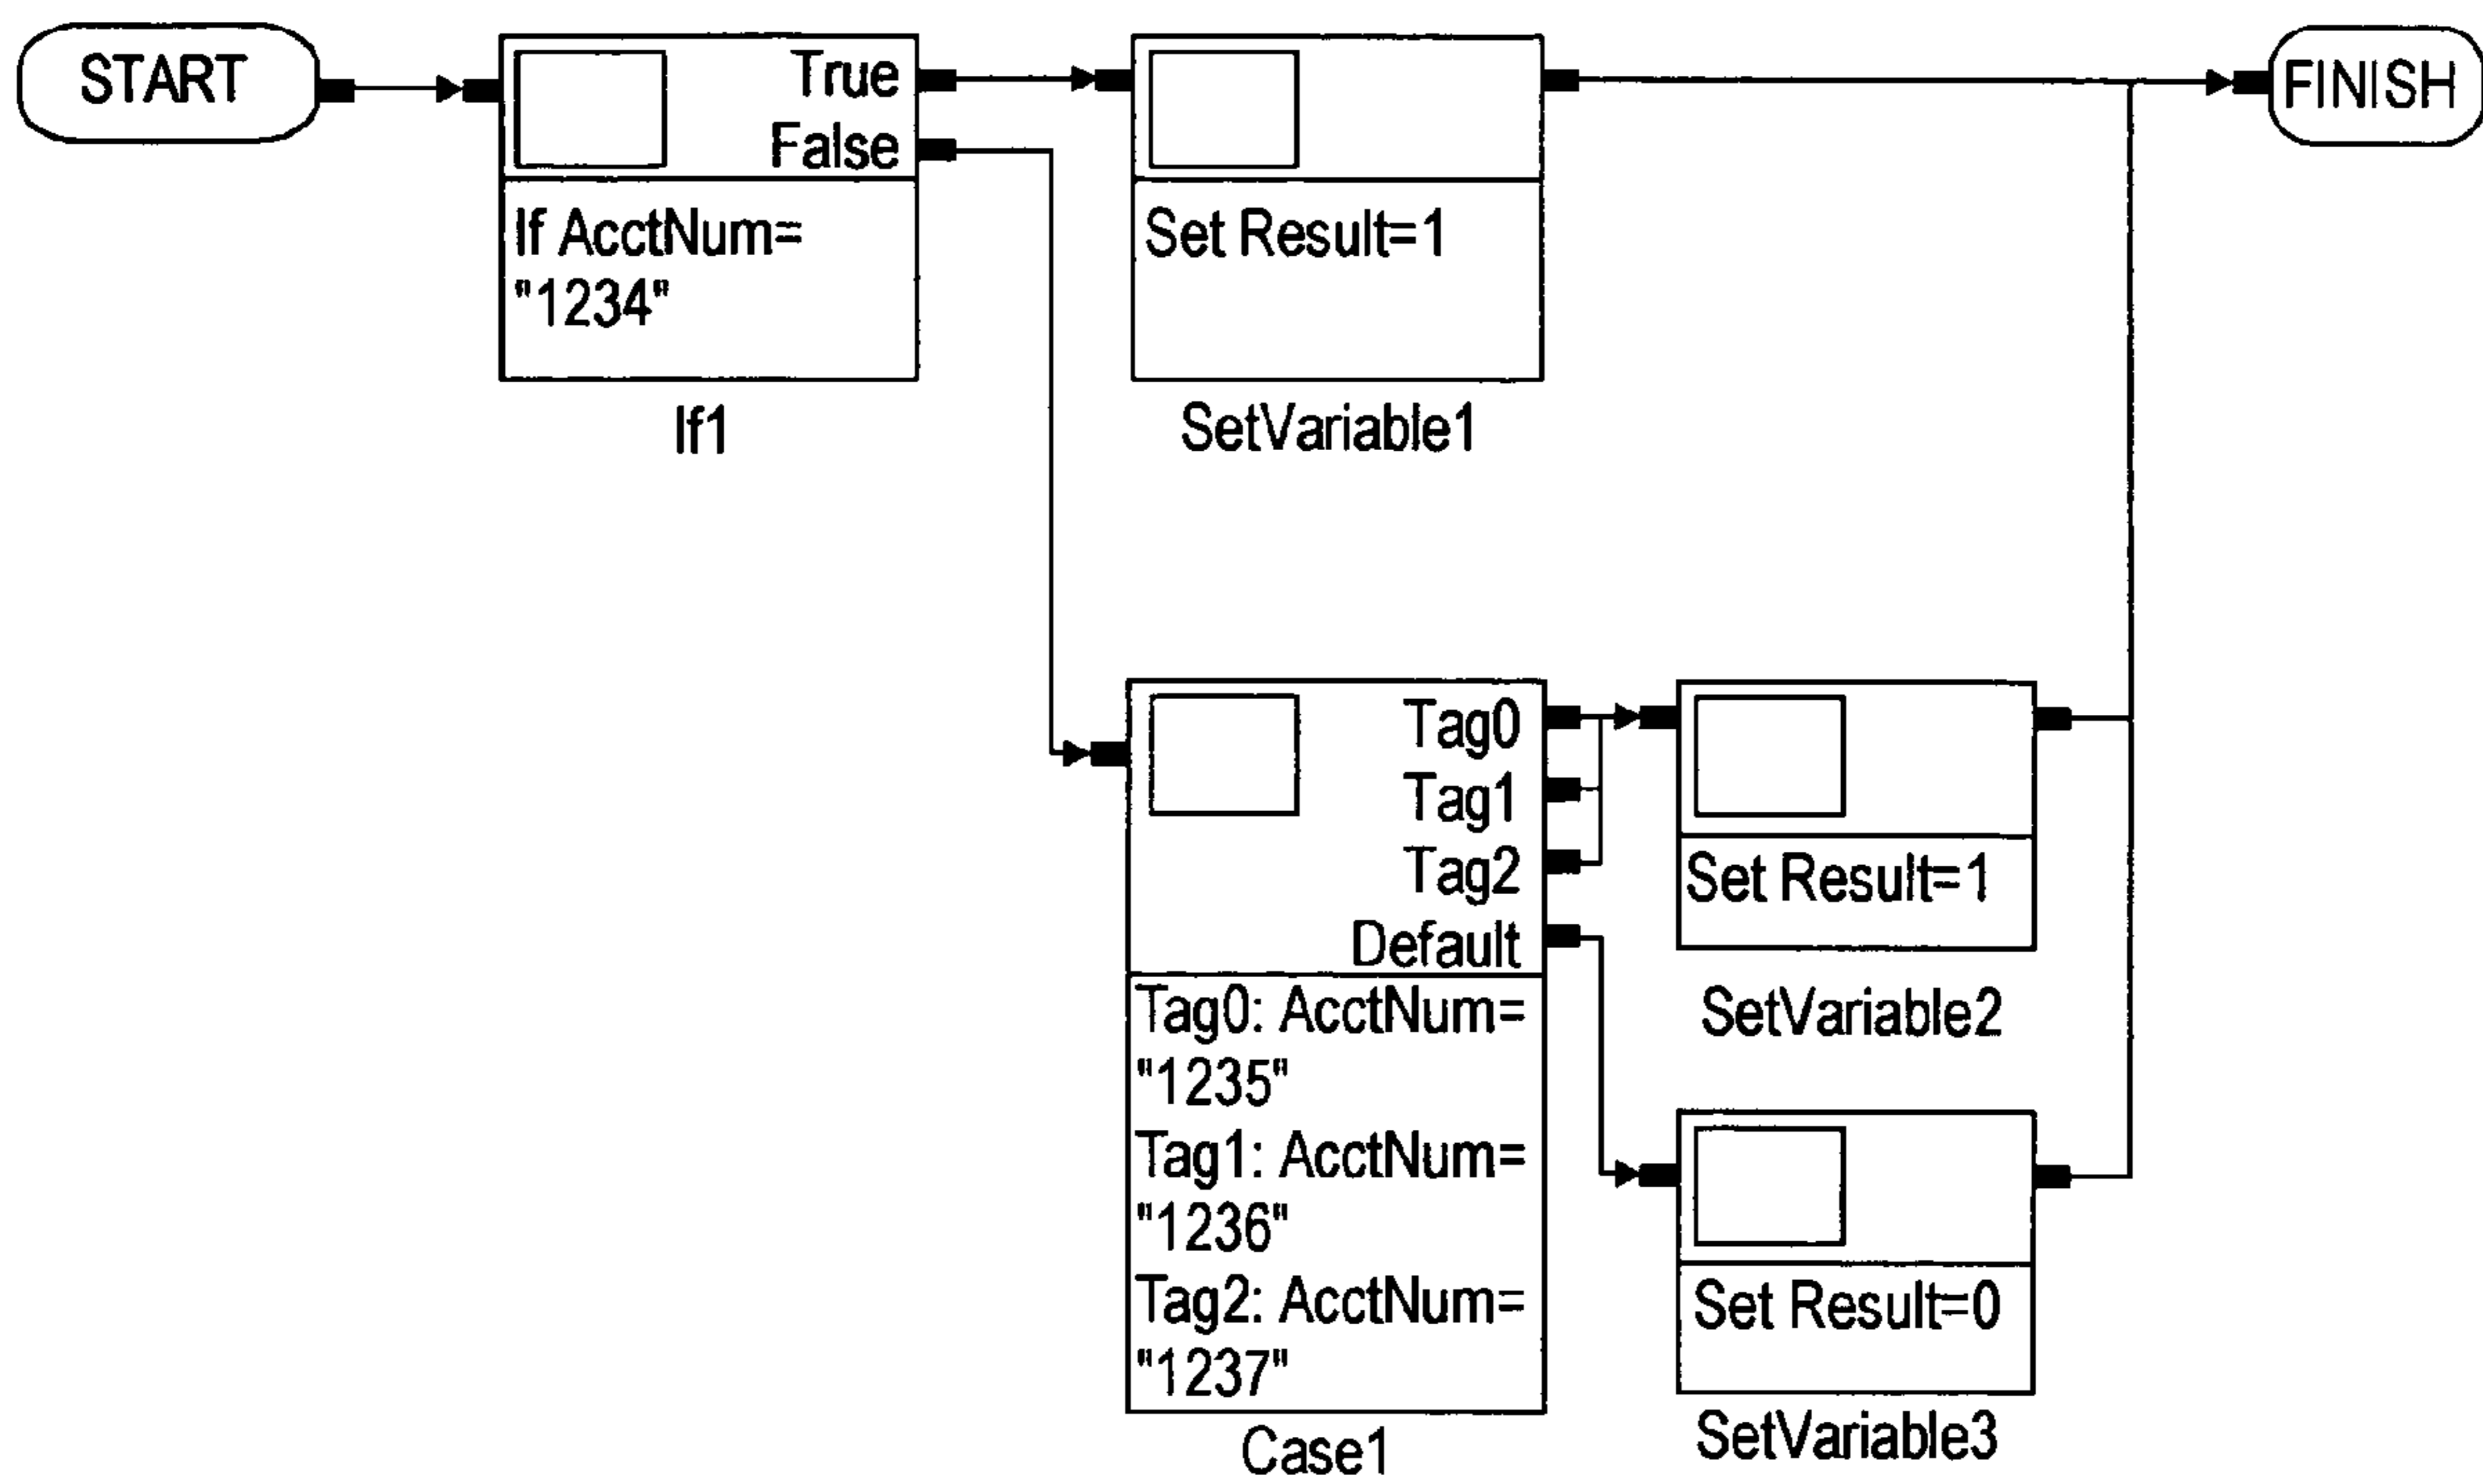 START
True
False
If AcctNum=
"1234"
If1
Set Result=1
SetVariable1
FINISH
Tag0
Tag1
Tag2
Default
Tag0: AcctNum=
"1235"
Tag1: AcctNum=
"1236"
Tag2: AcctNum=
"1237"
Case1
Set Result=1
SetVariable2
Set Result=0
SetVariable3